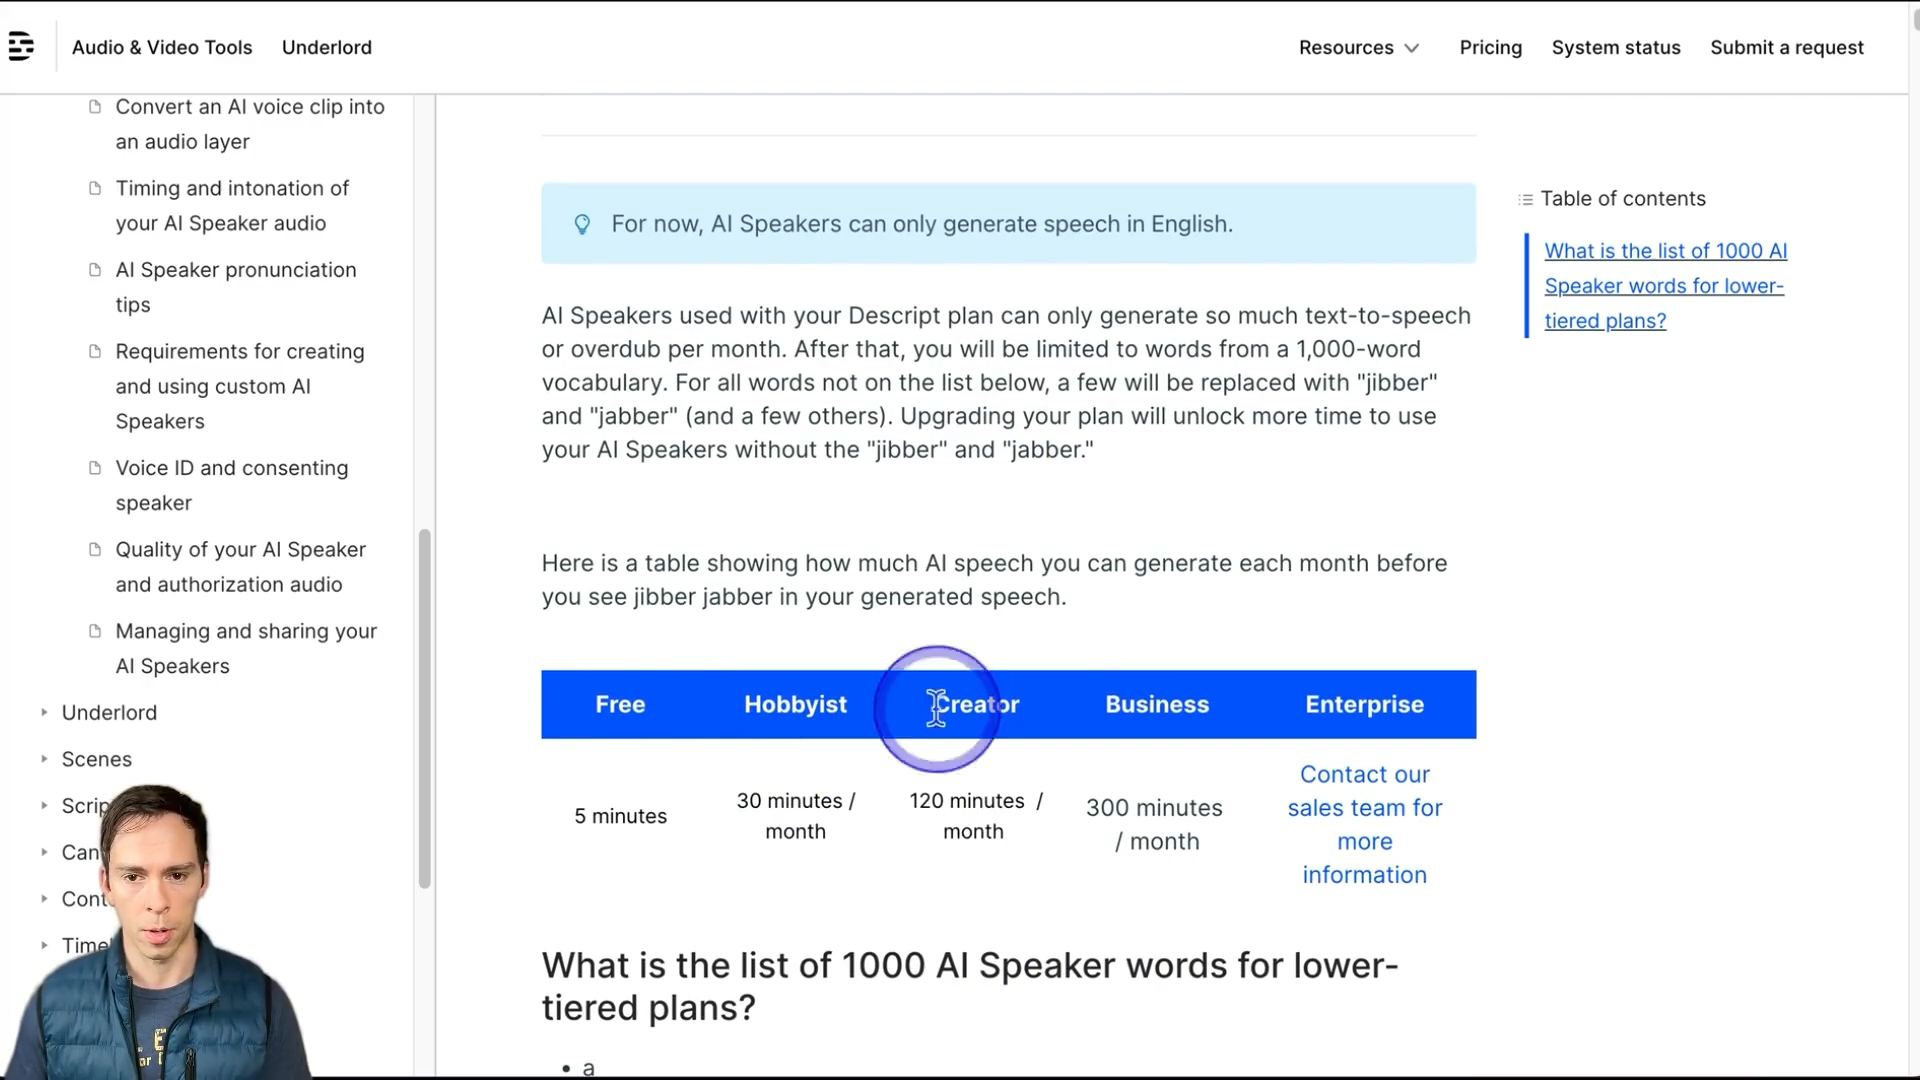 Audio & Video Tools
Underlord
Resources
Pricing
System status
Submit a request
Convert an AI voice clip into
an audio layer
Timing and intonation of
your AI Speaker audio
AI Speaker pronunciation
tips
Requirements for creating
and using custom AI
Speakers
Voice ID and consenting
speaker
Quality of your AI Speaker
and authorization audio
Managing and sharing your
AI Speakers
Underlord
Scenes
For now, AI Speakers can only generate speech in English.
AI Speakers used with your Descript plan can only generate so much text-to-speech
or overdub per month. After that, you will be limited to words from a 1,000-word
vocabulary. For all words not on the list below, a few will be replaced with "jibber"
and "jabber" (and a few others). Upgrading your plan will unlock more time to use
your AI Speakers without the "jibber" and "jabber."
Here is a table showing how much AI speech you can generate each month before
you see jibber jabber in your generated speech.
Free
Hobbyist
Creator
Business
Enterprise
5 minutes
30 minutes /
month
120 minutes /
month
300 minutes
/ month
Contact our
sales team for
more
information
What is the list of 1000 AI Speaker words for lower-
tiered plans?
• a
Table of contents
What is the list of 1000 AI
Speaker words for lower-
tiered plans?